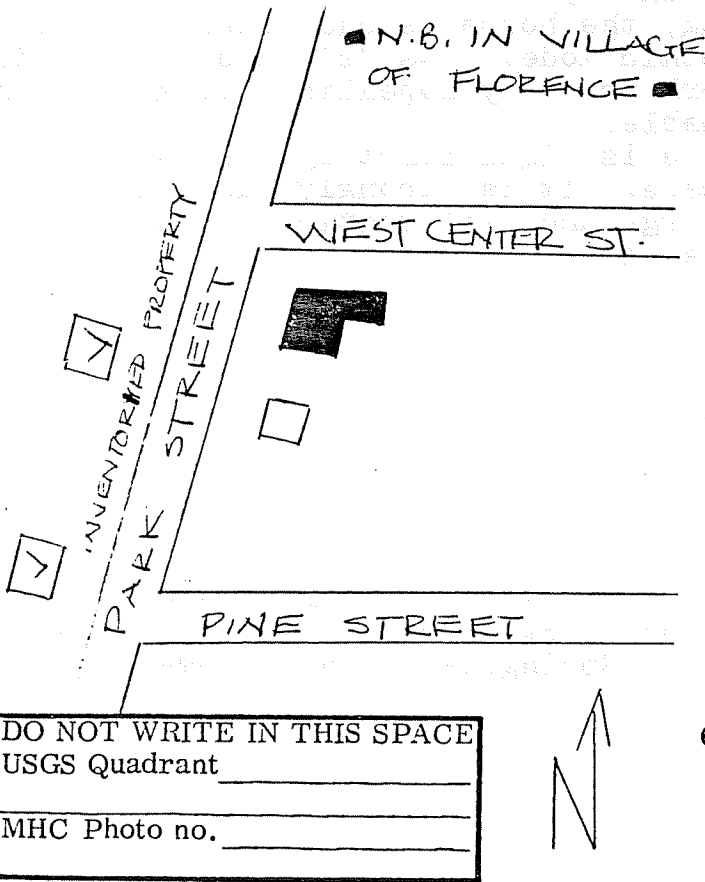 N.B. IN VILLAGE
OF FLORENCE
WEST CENTER ST.
INVENTORIED PROPERTY
PARK STREET
PINE STREET
DO NOT WRITE IN THIS SPACE
USGS Quadrant
MHC Photo no.
N